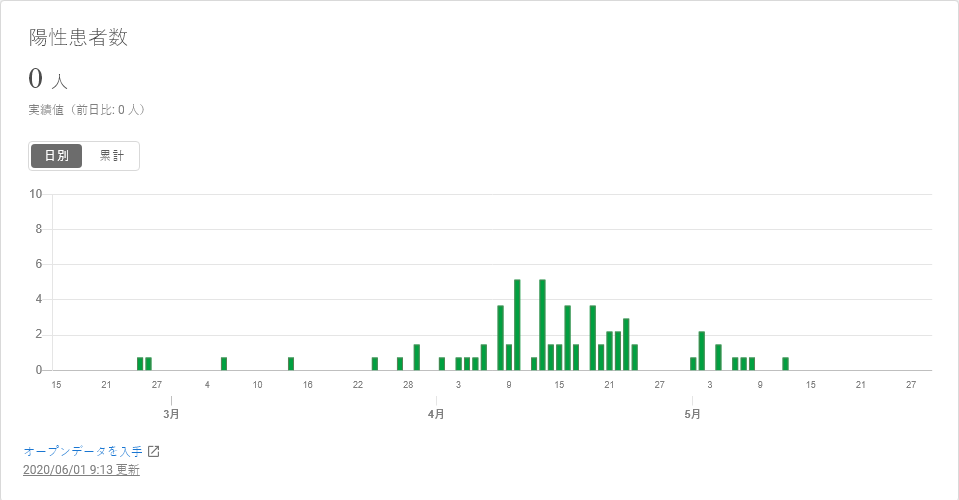 陽性患者数
0 人
実績値（前日比: 0 人）
日別 累計
10
8
6
4
2
0
15 21 27 4 10 16 22 28 3 9 15 21 27 3 9 15 21 27
3月 4月 5月
オープンデータを入手
2020/06/01 9:13 更新